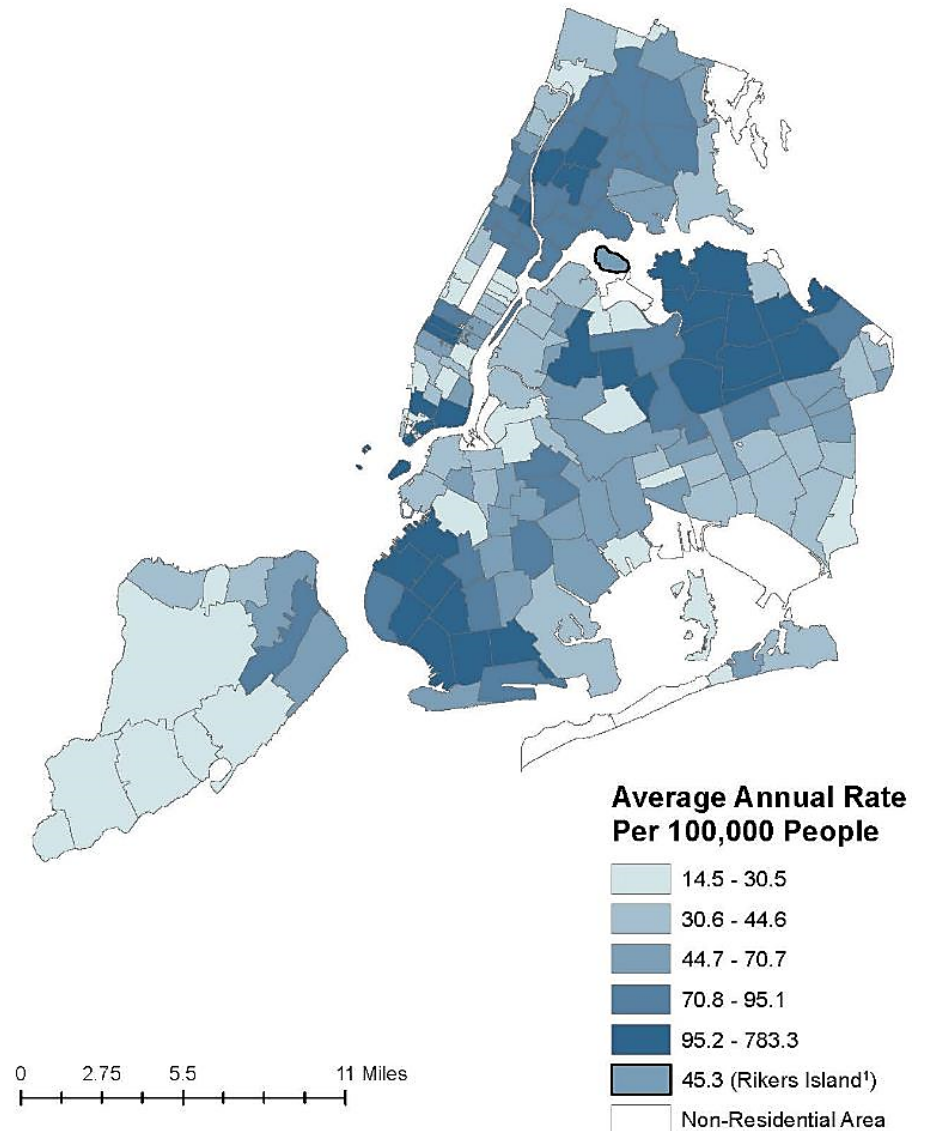 Average Annual Rate
Per 100,000 People
14.5 - 30.5
30.6 - 44.6
44.7 - 70.7
70.8 - 95.1
95.2 - 783.3
45.3 (Rikers Island¹)
Non-Residential Area
0 2.75 5.5 11 Miles